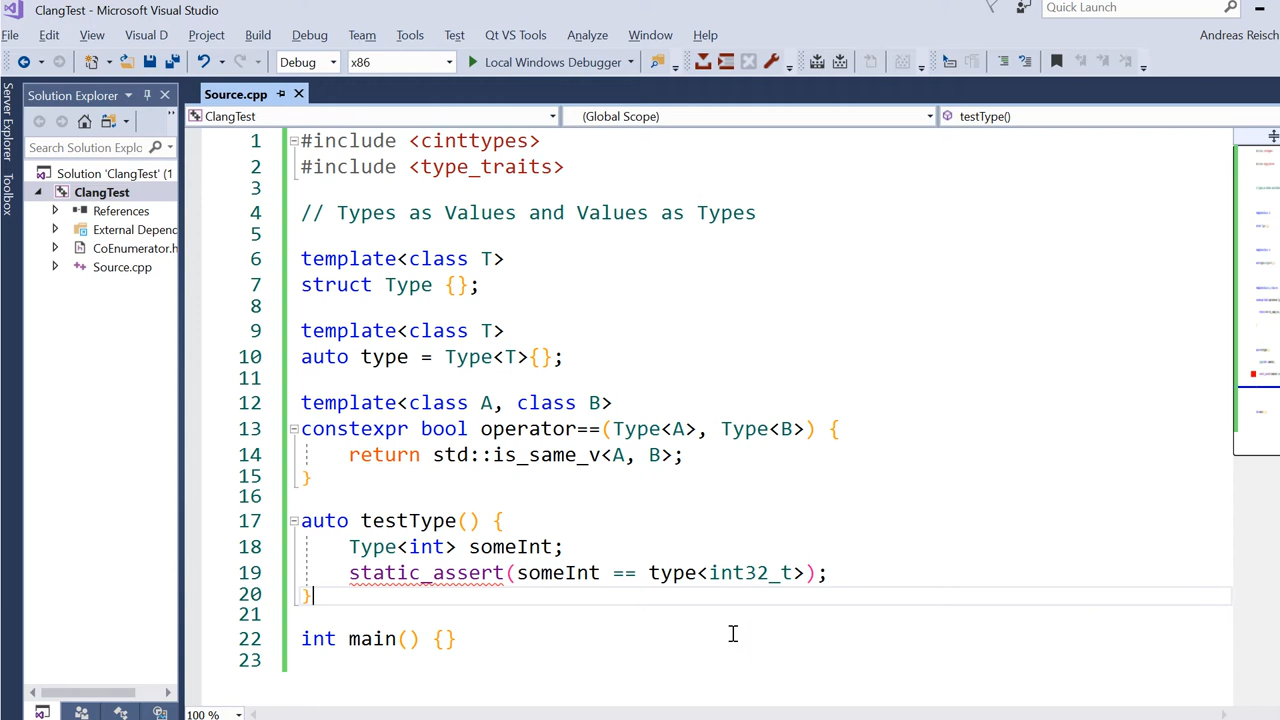 ClangTest - Microsoft Visual Studio
Quick Launch
File Edit View Visual D Project Build Debug Team Tools Test Qt VS Tools Analyze Window Help
Andreas Reisch
Debug x86 Local Windows Debugger
Server Explorer
Toolbox
Solution Explorer
Search Solution Explo
Solution 'ClangTest' (1
ClangTest
References
External Depenc
CoEnumerator.h
Source.cpp
Source.cpp
ClangTest (Global Scope) testType()
1 #include <cinttypes>
2 #include <type_traits>
3
4 // Types as Values and Values as Types
5
6 template<class T>
7 struct Type {};
8
9 template<class T>
10 auto type = Type<T>{};
11
12 template<class A, class B>
13 constexpr bool operator==(Type<A>, Type<B>) {
14 return std::is_same_v<A, B>;
15 }
16
17 auto testType() {
18 Type<int> someInt;
19 static_assert(someInt == type<int32_t>);
20 }
21
22 int main() {}
23
100 %